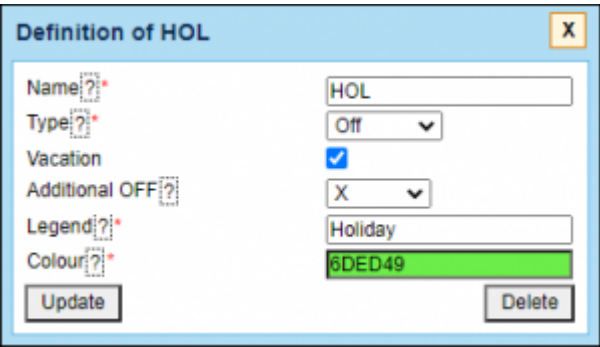 Definition of HOL X
Name[?]* HOL
Type[?]* Off
Vacation
Additional OFF[?] X
Legend[?]* Holiday
Colour[?]* 6DED49
Update Delete